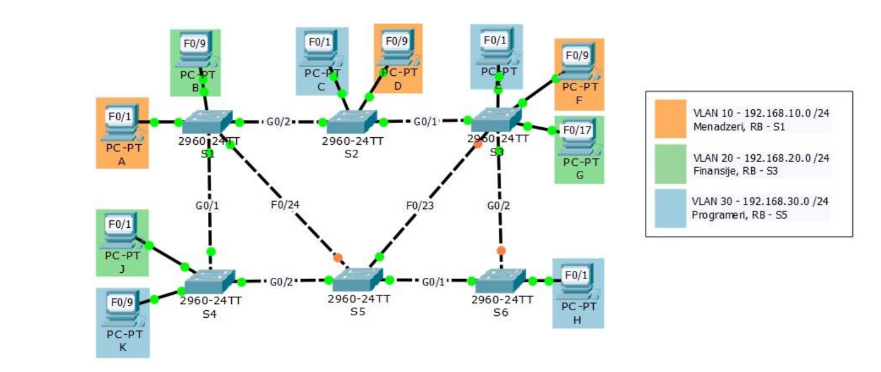 F0/9
PC-PT
B
F0/1
PC-PT
C
F0/9
PC-PT
D
F0/1
PC-PT
F0/9
PC-PT
F
F0/1
PC-PT
A
2960-24TT
S1
G0/2
2960-24TT
S2
G0/1
2960-24TT
S3
F0/17
PC-PT
G
G0/1
F0/24
F0/23
G0/2
F0/1
PC-PT
J
F0/9
PC-PT
K
2960-24TT
S4
G0/2
2960-24TT
S5
G0/1
2960-24TT
S6
F0/1
PC-PT
H
VLAN 10 - 192.168.10.0 /24
Menadzeri, RB - S1
VLAN 20 - 192.168.20.0 /24
Finansije, RB - S3
VLAN 30 - 192.168.30.0 /24
Programeri, RB - S5